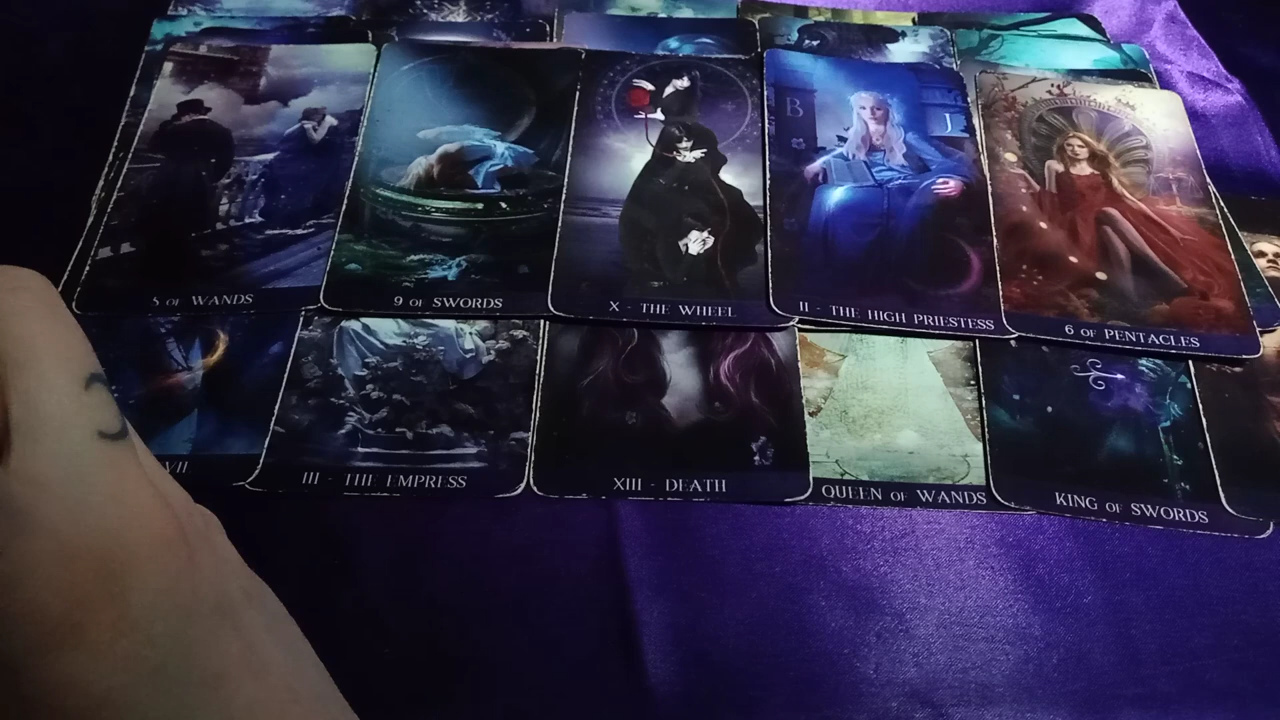 5 OF WANDS
9 OF SWORDS
X - THE WHEEL
B
J
II - THE HIGH PRIESTESS
6 OF PENTACLES
VII
III - THE EMPRESS
XIII - DEATH
QUEEN OF WANDS
KING OF SWORDS